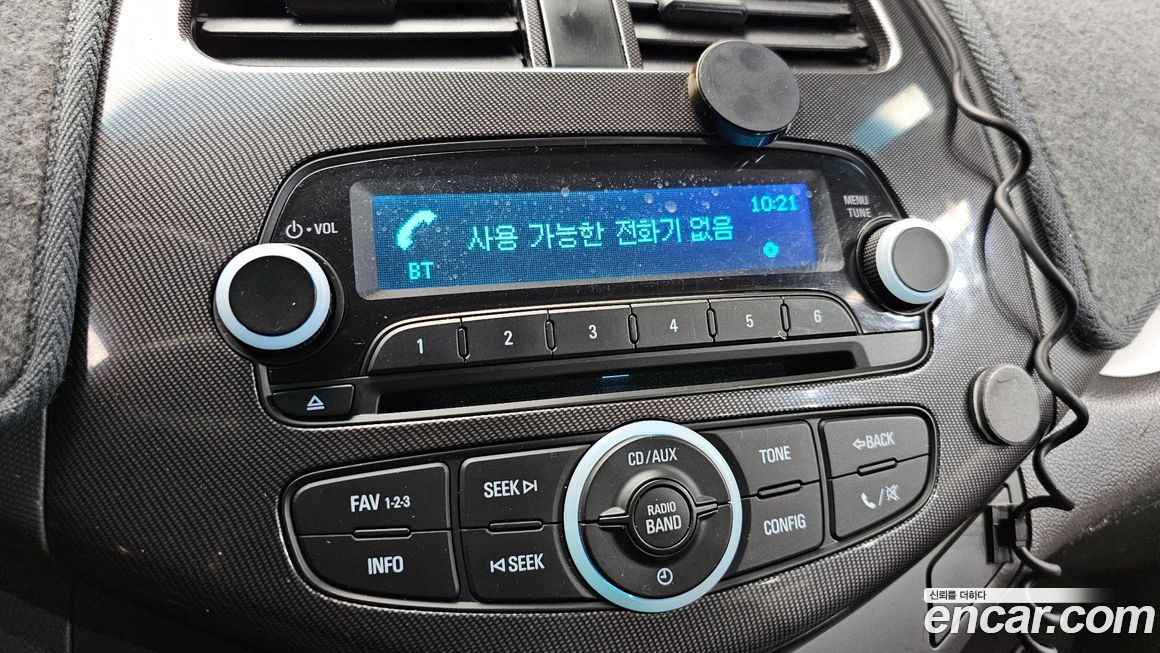 10:21
MENU
TUNE
VOL
사용 가능한 전화기 없음
BT
1 2 3 4 5 6
CD/AUX
TONE
BACK
SEEK
FAV 1-2-3
RADIO
BAND
CONFIG
INFO
SEEK
신뢰를 더하다
encar.com